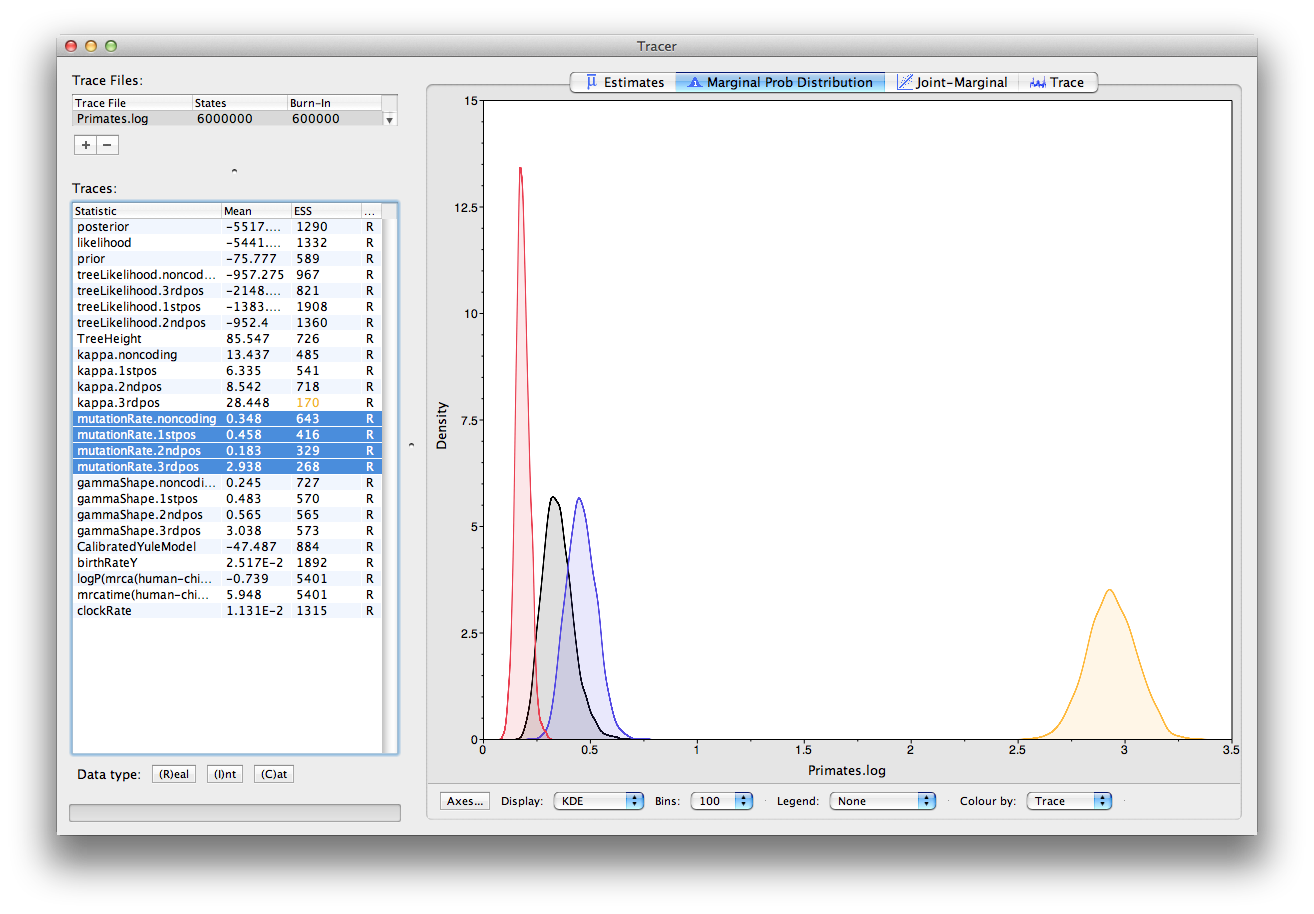 Tracer
Trace Files:
Trace File States Burn-In
Primates.log 6000000 600000
+ −
Traces:
Statistic Mean ESS ...
posterior −5517.... 1290 R
likelihood −5441.... 1332 R
prior −75.777 589 R
treeLikelihood.noncod... −957.275 967 R
treeLikelihood.3rdpos −2148.... 821 R
treeLikelihood.1stpos −1383.... 1908 R
treeLikelihood.2ndpos −952.4 1360 R
TreeHeight 85.547 726 R
kappa.noncoding 13.437 485 R
kappa.1stpos 6.335 541 R
kappa.2ndpos 8.542 718 R
kappa.3rdpos 28.448 170 R
mutationRate.noncoding 0.348 643 R
mutationRate.1stpos 0.458 416 R
mutationRate.2ndpos 0.183 329 R
mutationRate.3rdpos 2.938 268 R
gammaShape.noncodi... 0.245 727 R
gammaShape.1stpos 0.483 570 R
gammaShape.2ndpos 0.565 565 R
gammaShape.3rdpos 3.038 573 R
CalibratedYuleModel −47.487 884 R
birthRateY 2.517E−2 1892 R
logP(mrca(human-chi... −0.739 5401 R
mrcatime(human-chi... 5.948 5401 R
clockRate 1.131E−2 1315 R
Data type: (R)eal (I)nt (C)at
Estimates Marginal Prob Distribution Joint-Marginal Trace
15
12.5
10
7.5
5
2.5
0
Density
0 0.5 1 1.5 2 2.5 3 3.5
Primates.log
Axes... Display: KDE Bins: 100 Legend: None Colour by: Trace